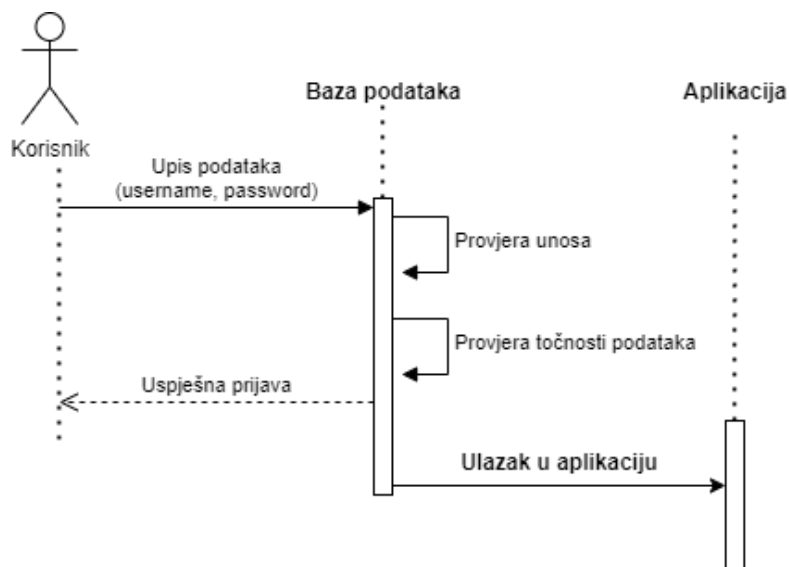 Baza podataka
Aplikacija
Korisnik
Upis podataka
(username, password)
Provjera unosa
Provjera točnosti podataka
Uspješna prijava
Ulazak u aplikaciju